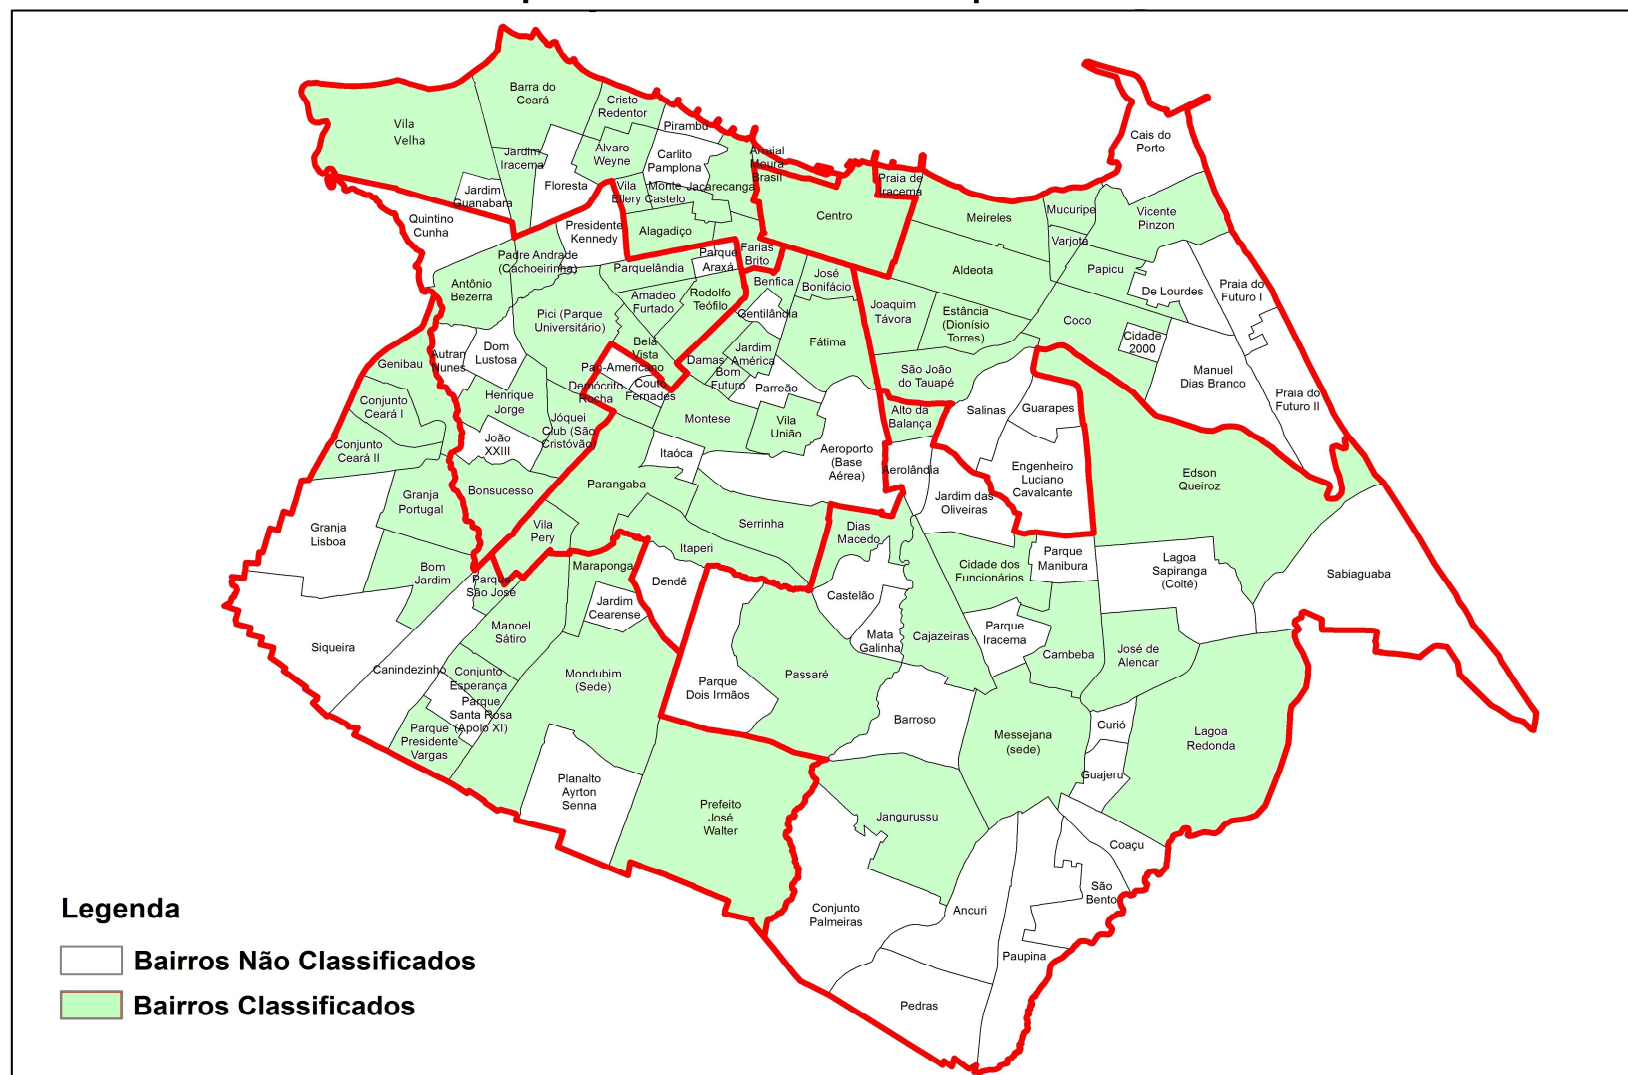 Barra do
Ceará
Cristo
Redentor
Pirambu
Vila
Velha
Jardim
Iracema
Álvaro
Weyne
Carlito
Pamplona
Arraial
Moura
Brasil
Cais do
Porto
Jardim
Guanabara
Floresta
Vila
Ellery
Monte
Castelo
Jacarecanga
Praia de
Iracema
Quintino
Cunha
Presidente
Kennedy
Alagadiço
Centro
Meireles
Mucuripe
Vicente
Pinzon
Varjota
Padre Andrade
(Cachoeirinha)
Parquelândia
Parque
Araxá
Farias
Brito
Aldeota
Papicu
De Lourdes
Praia do
Futuro I
Antônio
Bezerra
Amadeo
Furtado
Rodolfo
Teófilo
Benfica
José
Bonifácio
Gentilândia
Joaquim
Távora
Estância
(Dionísio
Torres)
Coco
Cidade
2000
Pici (Parque
Universitário)
Genibau
Autran
Nunes
Dom
Lustosa
Bela
Vista
Pan-Americano
Damas
Jardim
América
Fátima
São João
do Tauapé
Manuel
Dias Branco
Praia do
Futuro II
Conjunto
Ceará I
Henrique
Jorge
Demócrito
Rocha
Couto
Fernades
Bom
Futuro
Parreão
Alto da
Balança
Salinas
Guarapes
Conjunto
Ceará II
João
XXIII
Jóquei
Club (São
Cristóvão)
Montese
Vila
União
Itaóca
Aeroporto
(Base
Aérea)
Aerolândia
Engenheiro
Luciano
Cavalcante
Edson
Queiroz
Granja
Portugal
Bonsucesso
Parangaba
Jardim das
Oliveiras
Granja
Lisboa
Vila
Pery
Serrinha
Dias
Macedo
Itaperi
Parque
Manibura
Lagoa
Sapiranga
(Coité)
Sabiaguaba
Bom
Jardim
Parque
São José
Maraponga
Dendê
Cidade dos
Funcionários
Jardim
Cearense
Castelão
Siqueira
Manoel
Sátiro
Mata
Galinha
Cajazeiras
Parque
Iracema
Cambeba
José de
Alencar
Canindezinho
Conjunto
Esperança
Mondubim
(Sede)
Parque
Dois Irmãos
Passaré
Parque
Santa Rosa
(Apolo XI)
Parque
Presidente
Vargas
Barroso
Messejana
(sede)
Curió
Lagoa
Redonda
Guajeru
Planalto
Ayrton
Senna
Prefeito
José
Walter
Jangurussu
Coaçu
São
Bento
Conjunto
Palmeiras
Ancuri
Paupina
Pedras
Legenda
Bairros Não Classificados
Bairros Classificados